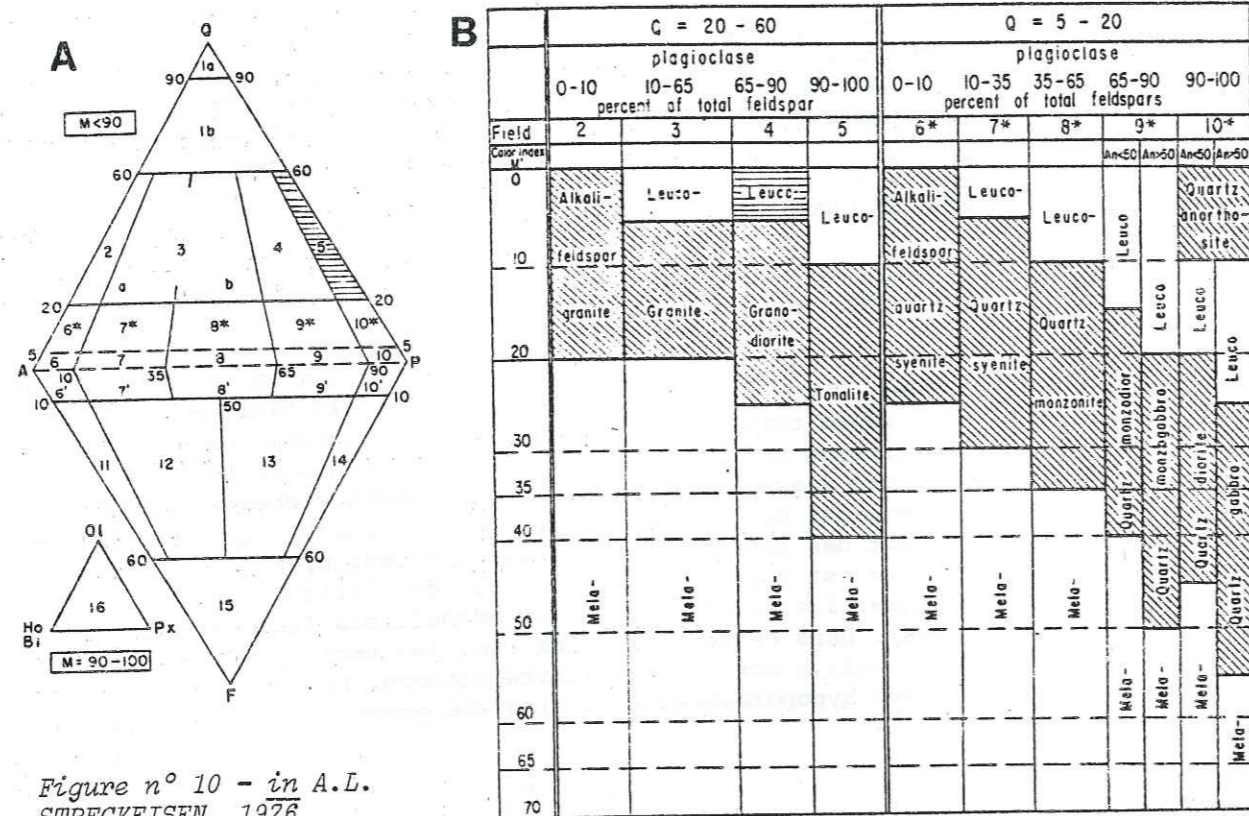 A
Q
90 1a 90
M<90
1b
60 60
2 3 4 5
a b
20 20
6* 7* 8* 9* 10*
5 5
A 6 7 8 9 10 P
10 35 65 90
6' 7' 8' 9' 10'
10 50 10
11 12 13 14
60 60
15
F
Ol
16
Ho Px
Bi
M = 90-100
Figure n° 10 - in A.L.
STRECKEISEN, 1976
B
Q = 20 - 60 Q = 5 - 20
plagioclase plagioclase
0-10 10-65 65-90 90-100 0-10 10-35 35-65 65-90 90-100
percent of total feldspar percent of total feldspars
Field 2 3 4 5 6* 7* 8* 9* 10*
Color index
M'
An<50 An>50 An<50 An>50
0
10
20
30
35
40
50
60
65
70
Alkali-
feldspar
granite
Mela-
Leuco-
Granite
Mela-
Leuco-
Grano-
diorite
Mela-
Leuco-
Tonalite
Mela-
Alkali-
feldspar
quartz
syenite
Mela-
Leuco-
Quartz
syenite
Mela-
Leuco-
Quartz
monzonite
Mela-
Leuco
Quartz monzodior
Mela-
Leuco
Quartz monzogabbro
Mela-
Quartz
anortho-
site
Leuco
Quartz diorite
Mela-
Leuco
Quartz gabbro
Mela-